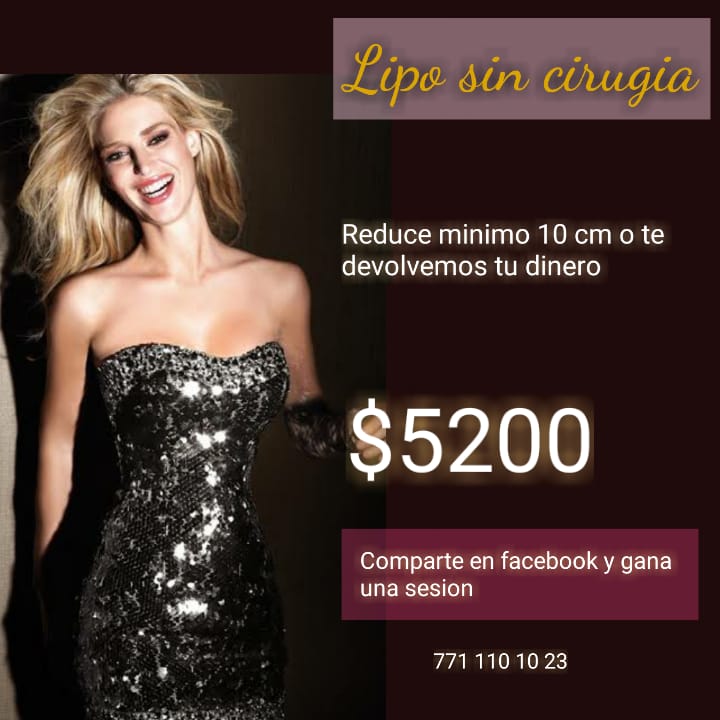 Lipo sin cirugia
Reduce minimo 10 cm o te
devolvemos tu dinero
$5200
Comparte en facebook y gana
una sesion
771 110 10 23